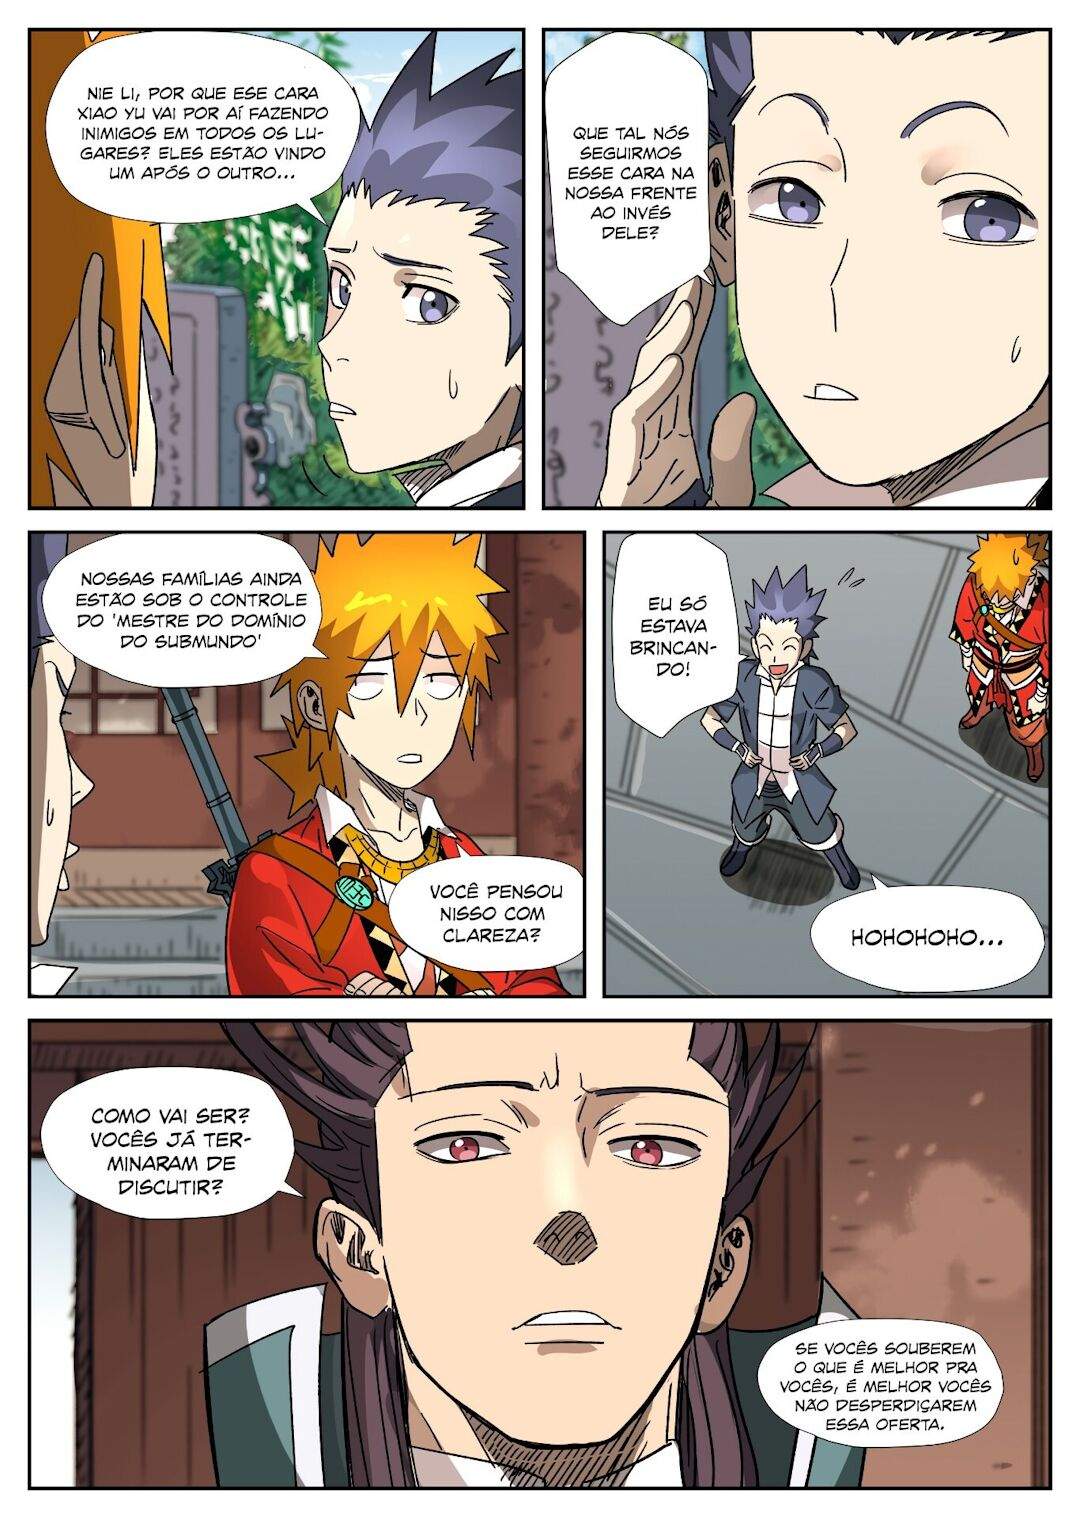 NIE LI, POR QUE ESE CARA
XIAO YU VAI POR AÍ FAZENDO
INIMIGOS EM TODOS OS LU-
GARES? ELES ESTÃO VINDO
UM APÓS O OUTRO...
QUE TAL NÓS
SEGUIRMOS
ESSE CARA NA
NOSSA FRENTE
AO INVÉS
DELE?
NOSSAS FAMÍLIAS AINDA
ESTÃO SOB O CONTROLE
DO 'MESTRE DO DOMÍNIO
DO SUBMUNDO'
VOCÊ PENSOU
NISSO COM
CLAREZA?
EU SÓ
ESTAVA
BRINCAN-
DO!
HOHOHOHO...
COMO VAI SER?
VOCÊS JÁ TER-
MINARAM DE
DISCUTIR?
SE VOCÊS SOUBEREM
O QUE É MELHOR PRA
VOCÊS, É MELHOR VOCÊS
NÃO DESPERDIÇAREM
ESSA OFERTA.